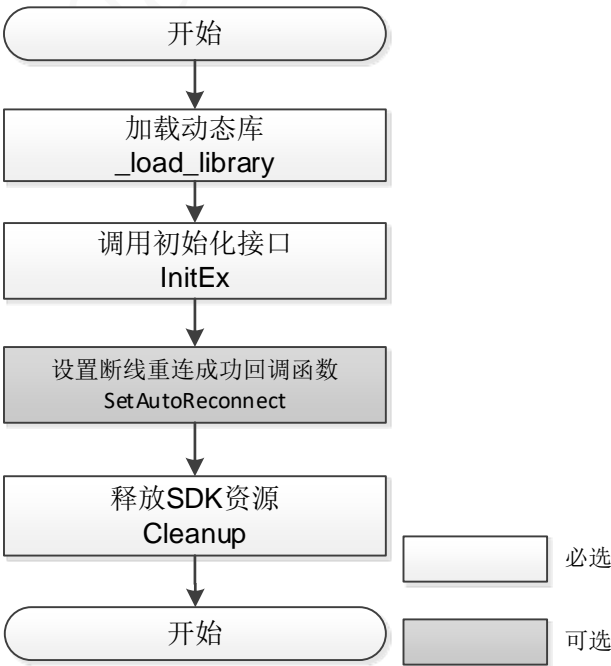 开始
加载动态库
_load_library
调用初始化接口
InitEx
设置断线重连成功回调函数
SetAutoReconnect
释放SDK资源
Cleanup
必选
开始
可选